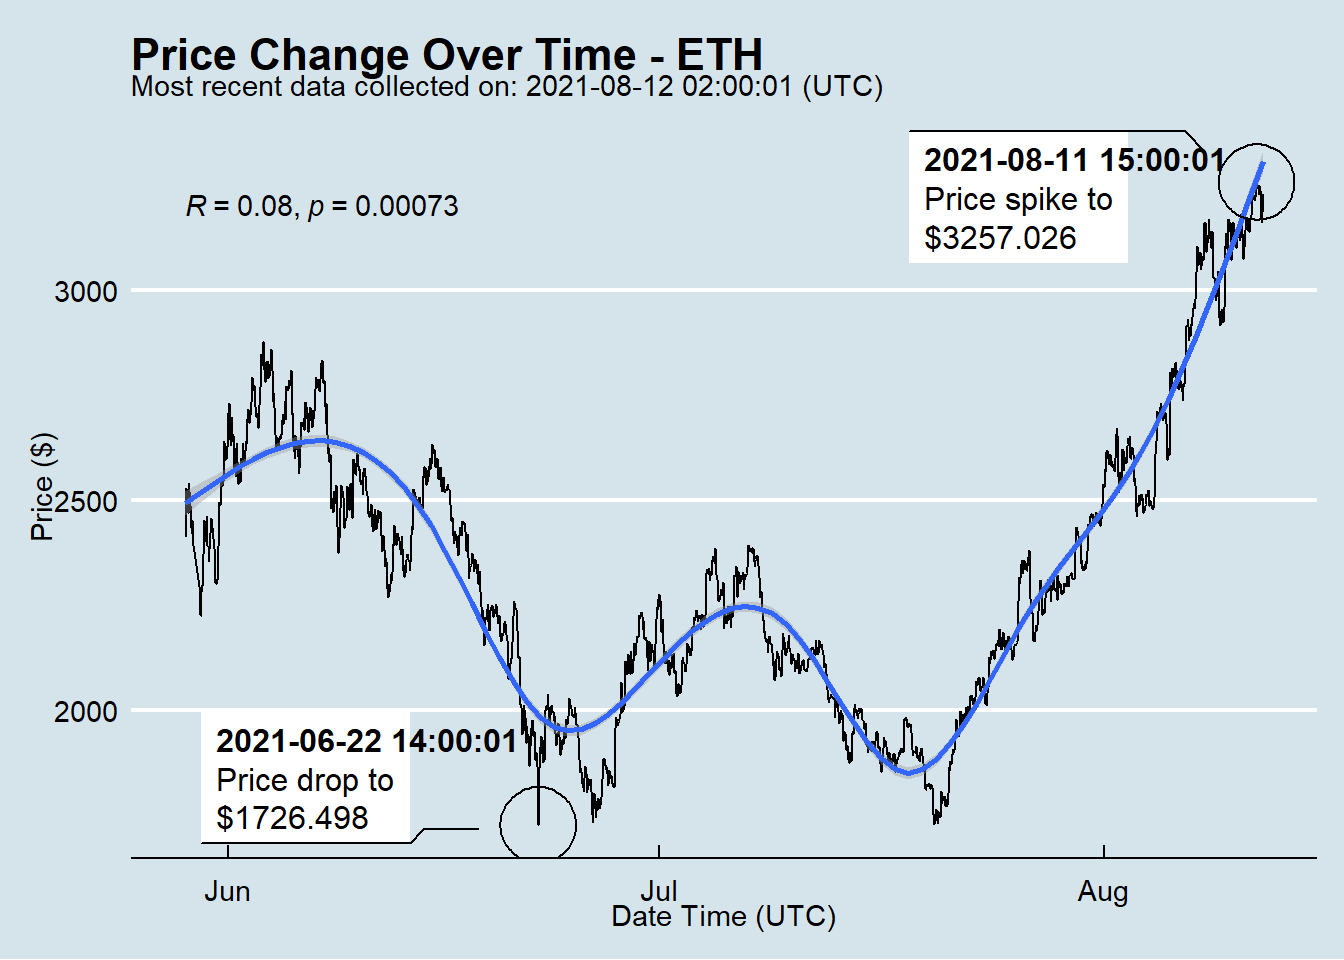 Price Change Over Time - ETH
Most recent data collected on: 2021-08-12 02:00:01 (UTC)
2021-08-11 15:00:01
Price spike to
$3257.026
R = 0.08, p = 0.00073
3000
2500
2000
Price ($)
2021-06-22 14:00:01
Price drop to
$1726.498
Jun
Jul
Aug
Date Time (UTC)